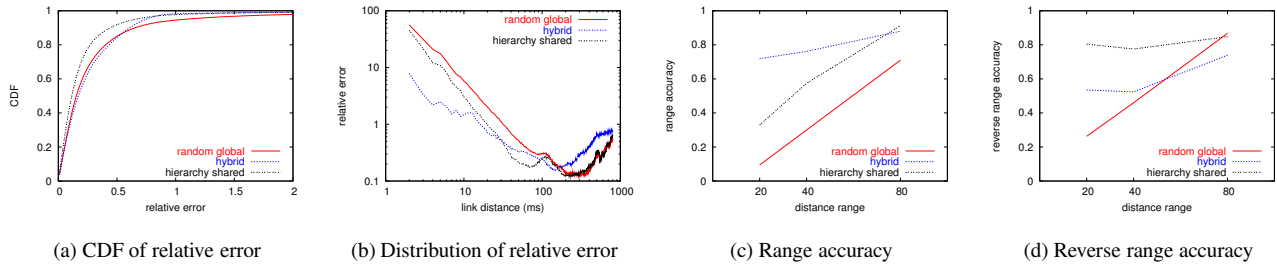 1
0.8
0.6
0.4
0.2
0
CDF
random global
hybrid
hierarchy shared
0 0.5 1 1.5 2
relative error
(a) CDF of relative error
100
10
1
0.1
relative error
random global
hybrid
hierarchy shared
1 10 100 1000
link distance (ms)
(b) Distribution of relative error
1
0.8
0.6
0.4
0.2
0
range accuracy
random global
hybrid
hierarchy shared
20 40 80
distance range
(c) Range accuracy
1
0.8
0.6
0.4
0.2
0
reverse range accuracy
random global
hybrid
hierarchy shared
20 40 80
distance range
(d) Reverse range accuracy